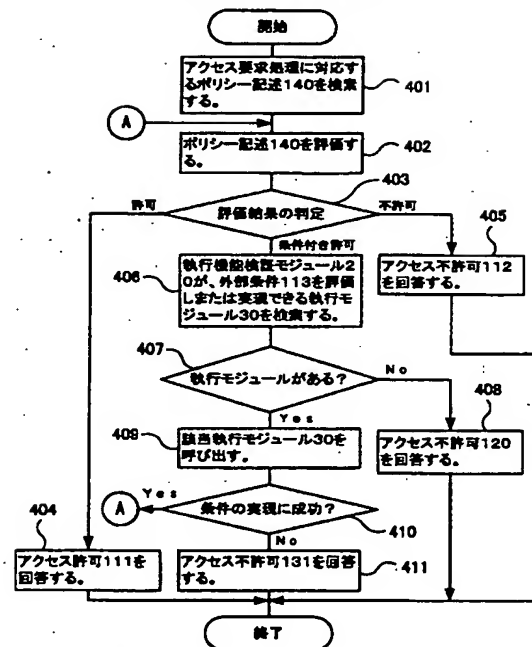 開始
アクセス要求処理に対応す
るポリシー記述140を検索
する。
401
A
ポリシー記述140を評価す
る。
402
403
許可
評価結果の判定
不許可
条件付き許可
405
406
執行機能検証モジュール2
0が、外部条件113を評価
しまたは実現できる執行モ
ジュール30を検索する。
アクセス不許可112
を回答する。
407
執行モジュールがある?
No
408
Yes
409
該当執行モジュール30を
呼び出す。
アクセス不許可120
を回答する。
A
Yes
条件の実現に成功?
410
404
No
アクセス許可111を
回答する。
アクセス不許可131を回答
する。
411
終了